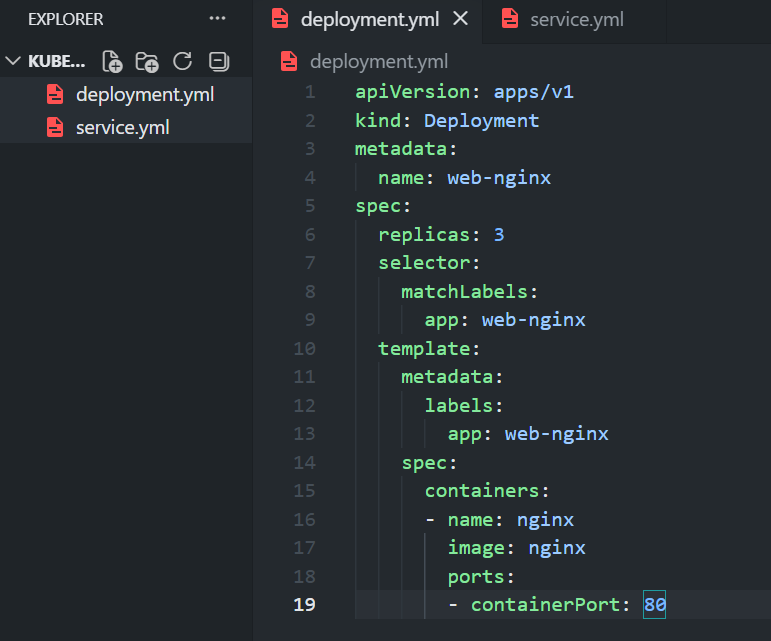 EXPLORER ...
deployment.yml
service.yml
KUBE...
deployment.yml
service.yml
deployment.yml
1 apiVersion: apps/v1
2 kind: Deployment
3 metadata:
4   name: web-nginx
5 spec:
6   replicas: 3
7   selector:
8     matchLabels:
9       app: web-nginx
10   template:
11     metadata:
12       labels:
13         app: web-nginx
14     spec:
15       containers:
16       - name: nginx
17         image: nginx
18         ports:
19         - containerPort: 80